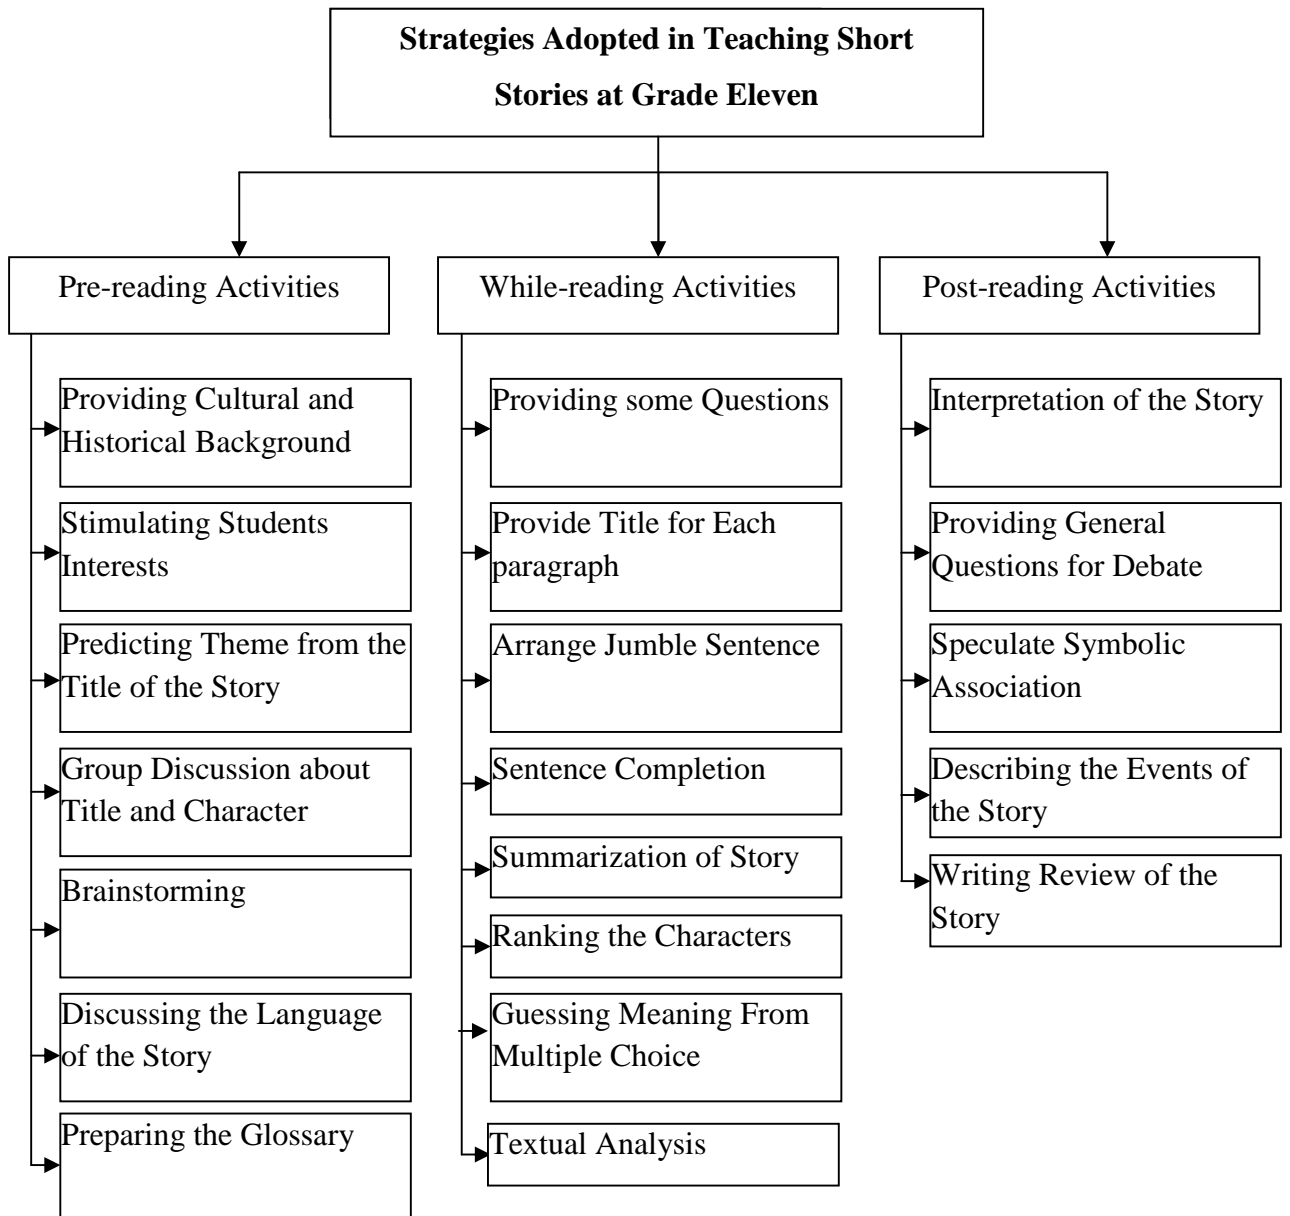 Strategies Adopted in Teaching Short
Stories at Grade Eleven
Pre-reading Activities
Providing Cultural and
Historical Background
Stimulating Students
Interests
Predicting Theme from the
Title of the Story
Group Discussion about
Title and Character
Brainstorming
Discussing the Language
of the Story
Preparing the Glossary
While-reading Activities
Providing some Questions
Provide Title for Each
paragraph
Arrange Jumble Sentence
Sentence Completion
Summarization of Story
Ranking the Characters
Guessing Meaning From
Multiple Choice
Textual Analysis
Post-reading Activities
Interpretation of the Story
Providing General
Questions for Debate
Speculate Symbolic
Association
Describing the Events of
the Story
Writing Review of the
Story